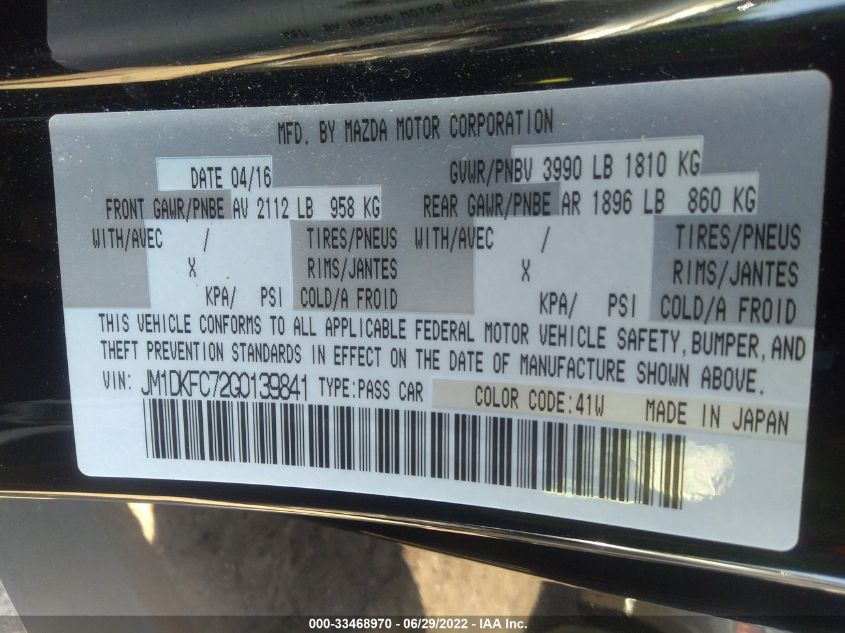 MFD. BY MAZDA MOTOR CORPORATION
DATE 04/16 GVWR/PNBV 3990 LB 1810 KG
FRONT GAWR/PNBE AV 2112 LB 958 KG REAR GAWR/PNBE AR 1896 LB 860 KG
WITH/AVEC / TIRES/PNEUS WITH/AVEC / TIRES/PNEUS
X RIMS/JANTES X RIMS/JANTES
KPA/ PSI COLD/A FROID KPA/ PSI COLD/A FROID
THIS VEHICLE CONFORMS TO ALL APPLICABLE FEDERAL MOTOR VEHICLE SAFETY, BUMPER, AND
THEFT PREVENTION STANDARDS IN EFFECT ON THE DATE OF MANUFACTURE SHOWN ABOVE.
VIN: JM1DKFC72G0139841 TYPE:PASS CAR COLOR CODE:41W MADE IN JAPAN
000-33468970 - 06/29/2022 - IAAI.COM